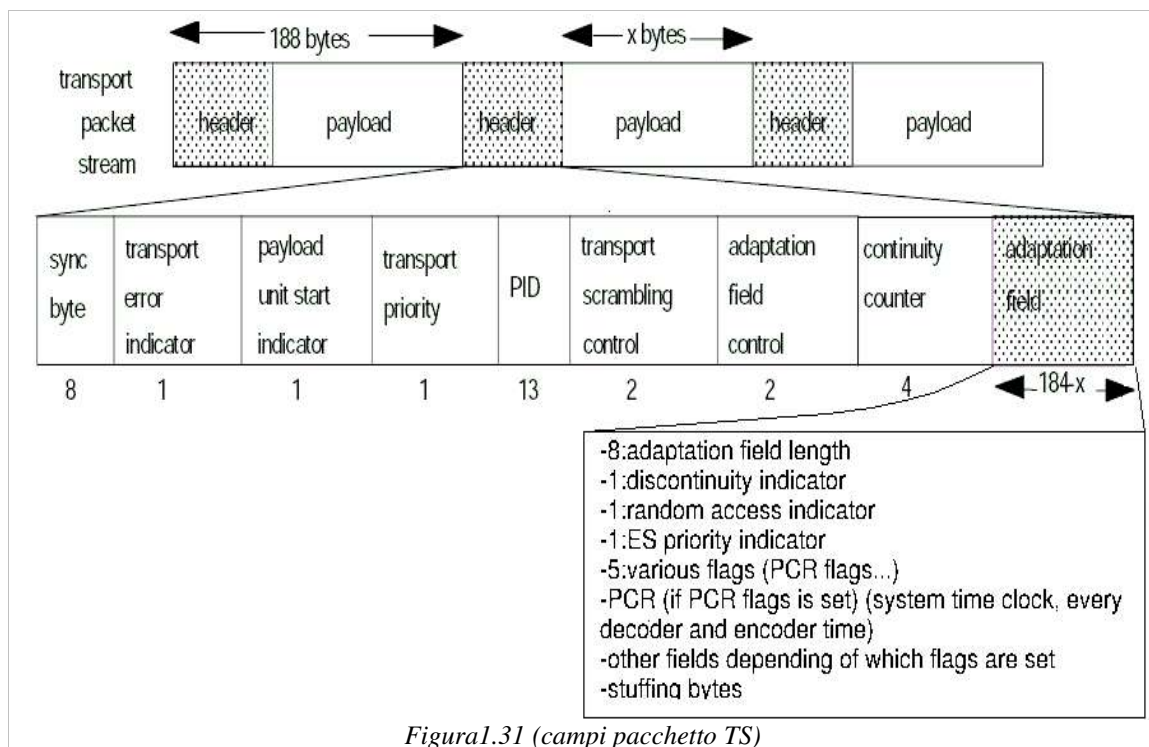 188 bytes
x bytes
transport
packet
stream
header
payload
header
payload
header
payload
sync
byte
transport
error
indicator
payload
unit start
indicator
transport
priority
PID
transport
scrambling
control
adaptation
field
control
continuity
counter
adaptation
field
8
1
1
1
13
2
2
4
184-x
-8:adaptation field length
-1:discontinuity indicator
-1:random access indicator
-1:ES priority indicator
-5:various flags (PCR flags...)
-PCR (if PCR flags is set) (system time clock, every
decoder and encoder time)
-other fields depending of which flags are set
-stuffing bytes
Figura1.31 (campi pacchetto TS)